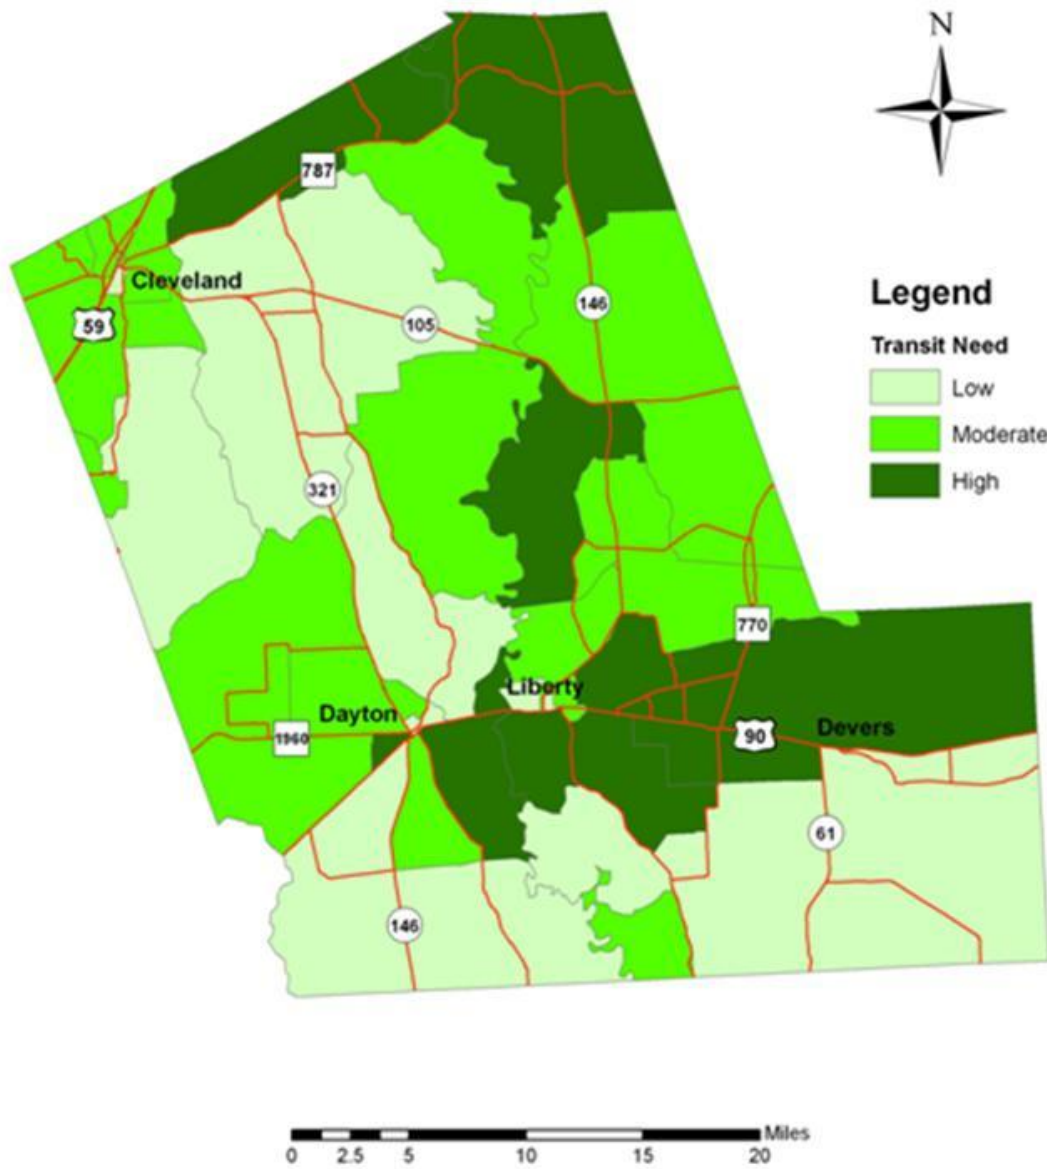 N
787
Cleveland
59
105
146
Legend
Transit Need
Low
Moderate
High
321
770
Liberty
Dayton
1960
90
Devers
61
146
Miles
0 2.5 5 10 15 20